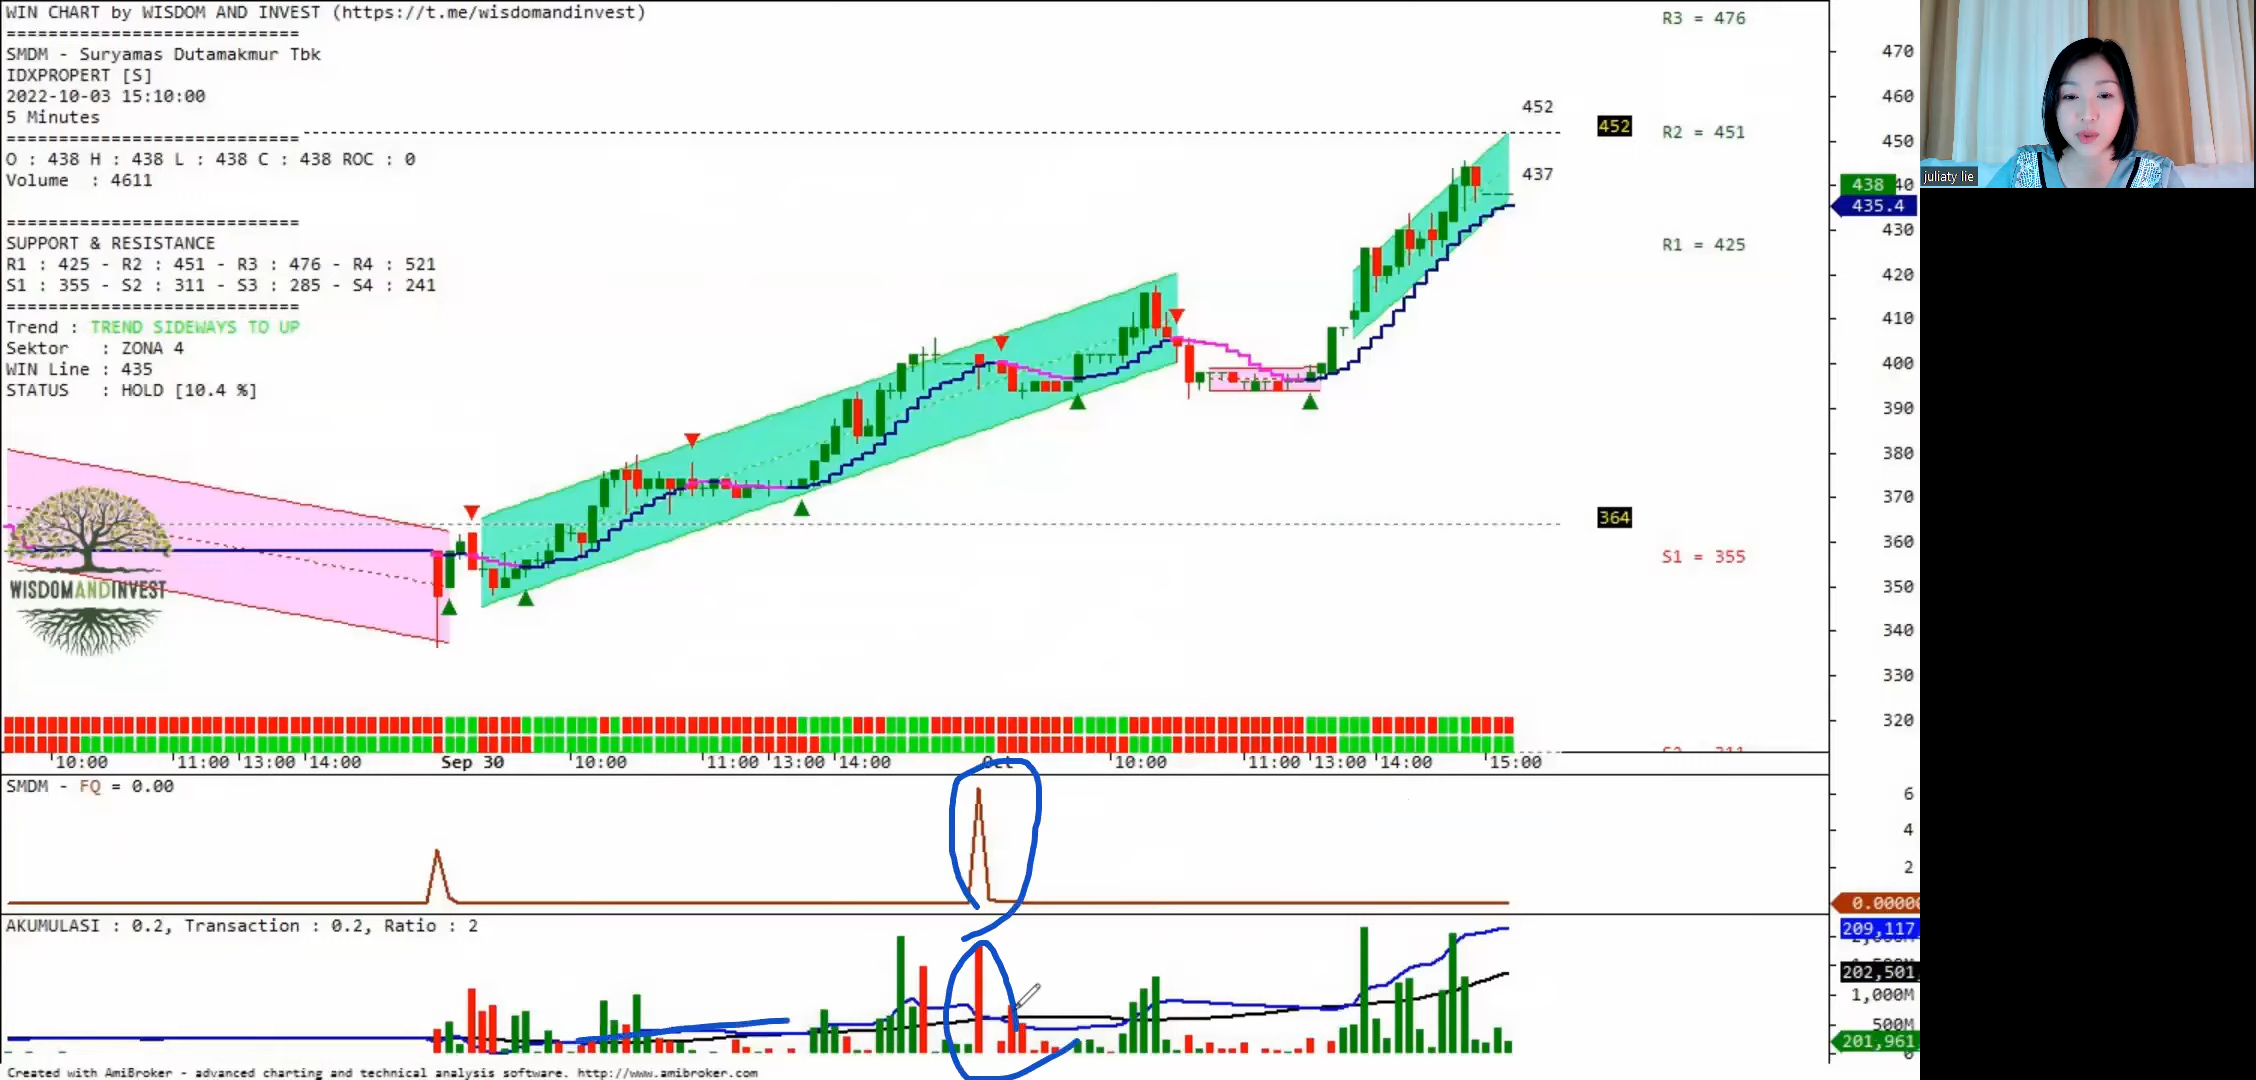 WIN CHART by WISDOM AND INVEST (https://t.me/wisdomandinvest)
============================
SMDM - Suryamas Dutamakmur Tbk
IDXPROPERT [S]
2022-10-03 15:10:00
5 Minutes
============================
O : 438 H : 438 L : 438 C : 438 ROC : 0
Volume : 4611
============================
SUPPORT & RESISTANCE
R1 : 425 - R2 : 451 - R3 : 476 - R4 : 521
S1 : 355 - S2 : 311 - S3 : 285 - S4 : 241
============================
Trend : TREND SIDEWAYS TO UP
Sektor : ZONA 4
WIN Line : 435
STATUS : HOLD [10.4 %]
WISDOMANDINVEST
452
437
452
364
R3 = 476
R2 = 451
R1 = 425
S1 = 355
470
460
450
438
40
435.4
430
420
410
400
390
380
370
360
350
340
330
320
10:00 11:00 13:00 14:00 Sep 30 10:00 11:00 13:00 14:00 10:00 11:00 13:00 14:00 15:00
SMDM - FQ = 0.00
6
4
2
0.00000
AKUMULASI : 0.2, Transaction : 0.2, Ratio : 2
209,117
202,501
1,000M
500M
201,961
0
Created with AmiBroker - advanced charting and technical analysis software. http://www.amibroker.com
juliaty lie